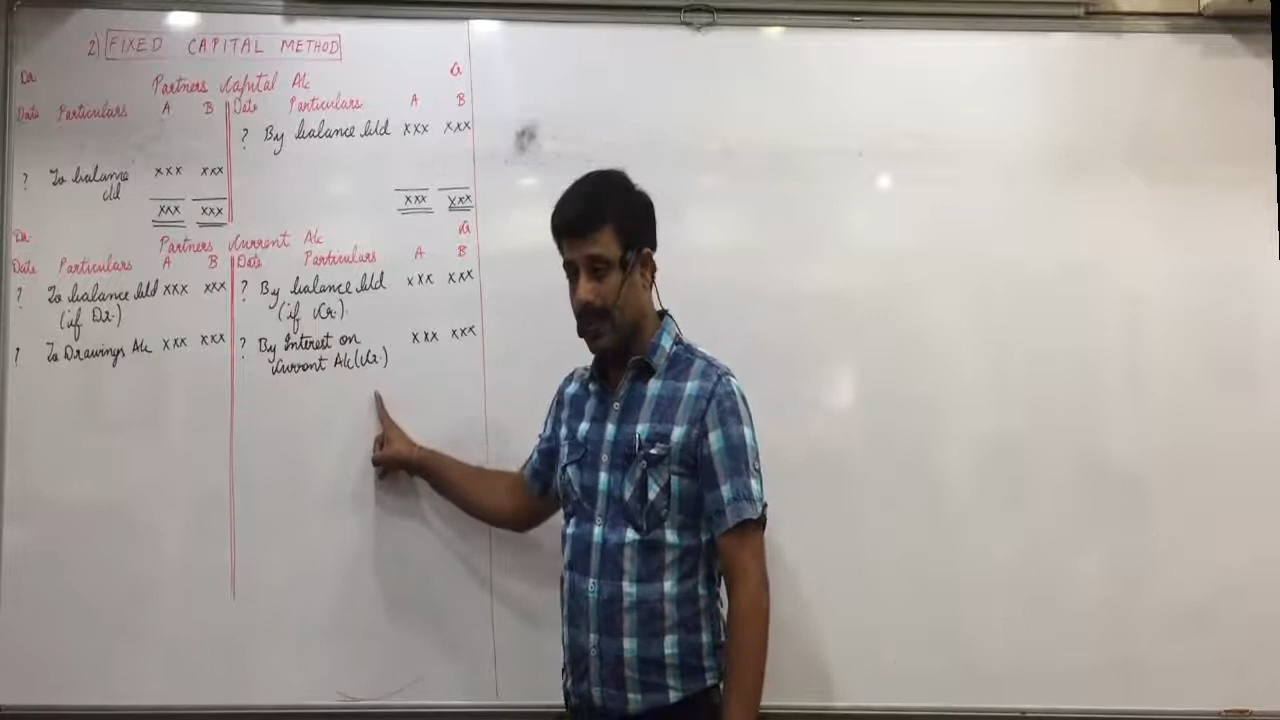 2) FIXED CAPITAL METHOD
Dr. Partners Capital A/c Cr
Date Particulars A B Date Particulars A B
? By balance b/d xxx xxx
? To balance c/d xxx xxx
xxx xxx xxx xxx
Dr. Partners Current A/c Cr
Date Particulars A B Date Particulars A B
? To balance b/d xxx xxx ? By balance b/d xxx xxx
(if Dr.) (if Cr.)
? To Drawings A/c xxx xxx ? By Interest on xxx xxx
Current A/c (Cr.)